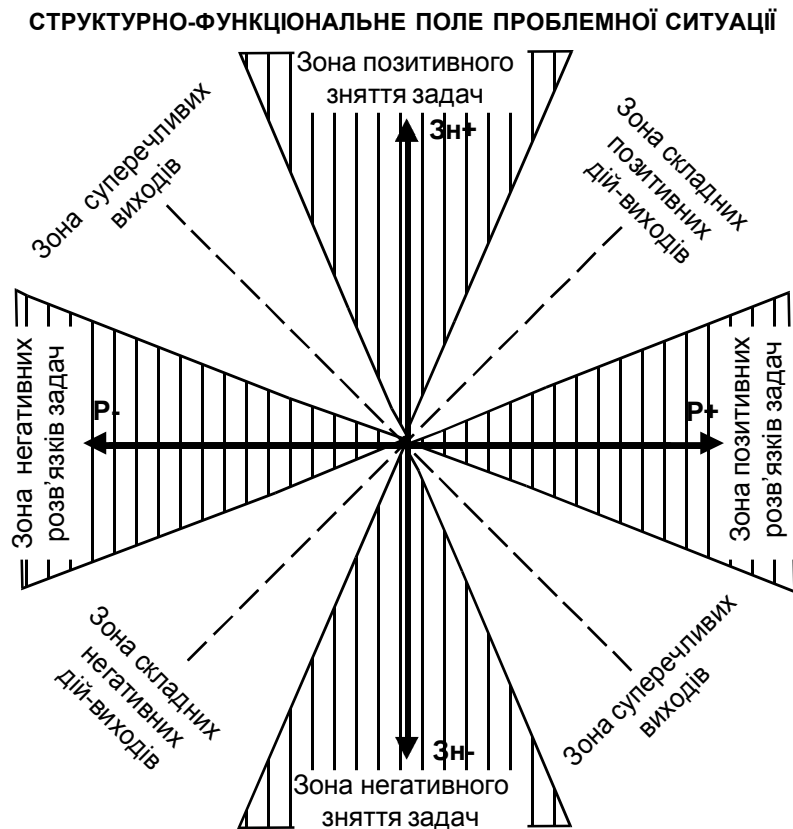 СТРУКТУРНО-ФУНКЦІОНАЛЬНЕ ПОЛЕ ПРОБЛЕМНОЇ СИТУАЦІЇ
Зона позитивного
зняття задач
Зн+
Зона суперечливих
виходів
Зона складних
позитивних
дій-виходів
Зона негативних
розв’язків задач
Р-
Р+
Зона позитивних
розв’язків задач
Зона складних
негативних
дій-виходів
Зона суперечливих
виходів
Зн-
Зона негативного
зняття задач